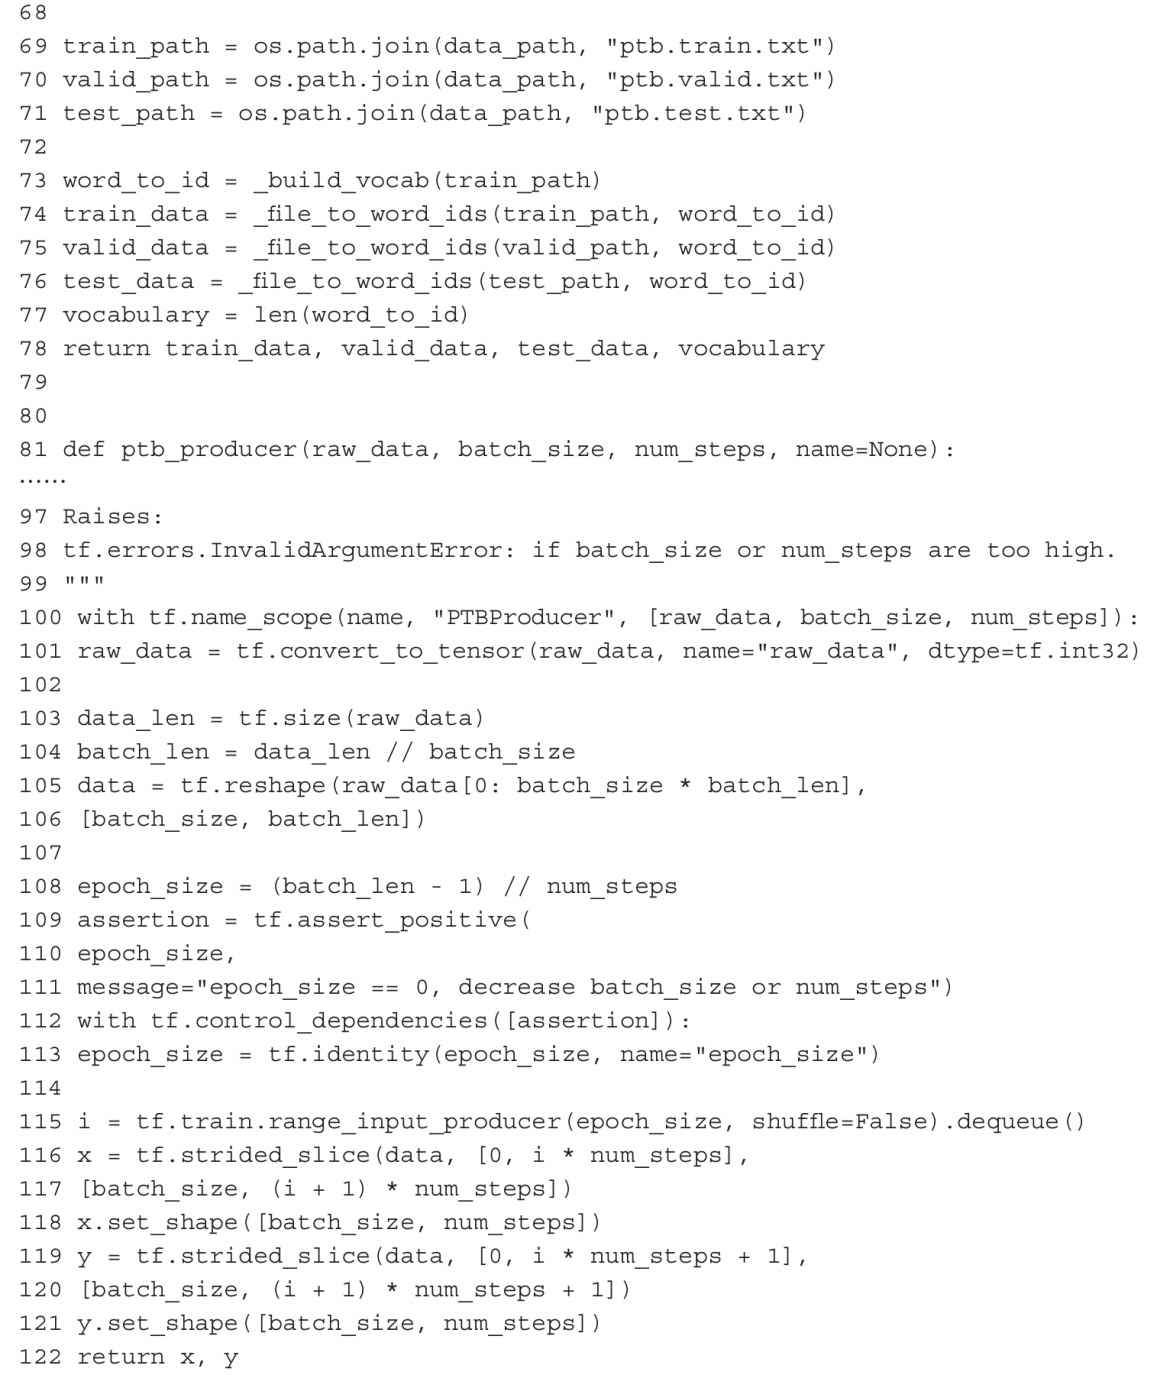 68
69 train_path = os.path.join(data_path, "ptb.train.txt")
70 valid_path = os.path.join(data_path, "ptb.valid.txt")
71 test_path = os.path.join(data_path, "ptb.test.txt")
72
73 word_to_id = _build_vocab(train_path)
74 train_data = _file_to_word_ids(train_path, word_to_id)
75 valid_data = _file_to_word_ids(valid_path, word_to_id)
76 test_data = _file_to_word_ids(test_path, word_to_id)
77 vocabulary = len(word_to_id)
78 return train_data, valid_data, test_data, vocabulary
79
80
81 def ptb_producer(raw_data, batch_size, num_steps, name=None):
······
97 Raises:
98 tf.errors.InvalidArgumentError: if batch_size or num_steps are too high.
99 """
100 with tf.name_scope(name, "PTBProducer", [raw_data, batch_size, num_steps]):
101 raw_data = tf.convert_to_tensor(raw_data, name="raw_data", dtype=tf.int32)
102
103 data_len = tf.size(raw_data)
104 batch_len = data_len // batch_size
105 data = tf.reshape(raw_data[0: batch_size * batch_len],
106 [batch_size, batch_len])
107
108 epoch_size = (batch_len - 1) // num_steps
109 assertion = tf.assert_positive(
110 epoch_size,
111 message="epoch_size == 0, decrease batch_size or num_steps")
112 with tf.control_dependencies([assertion]):
113 epoch_size = tf.identity(epoch_size, name="epoch_size")
114
115 i = tf.train.range_input_producer(epoch_size, shuffle=False).dequeue()
116 x = tf.strided_slice(data, [0, i * num_steps],
117 [batch_size, (i + 1) * num_steps])
118 x.set_shape([batch_size, num_steps])
119 y = tf.strided_slice(data, [0, i * num_steps + 1],
120 [batch_size, (i + 1) * num_steps + 1])
121 y.set_shape([batch_size, num_steps])
122 return x, y